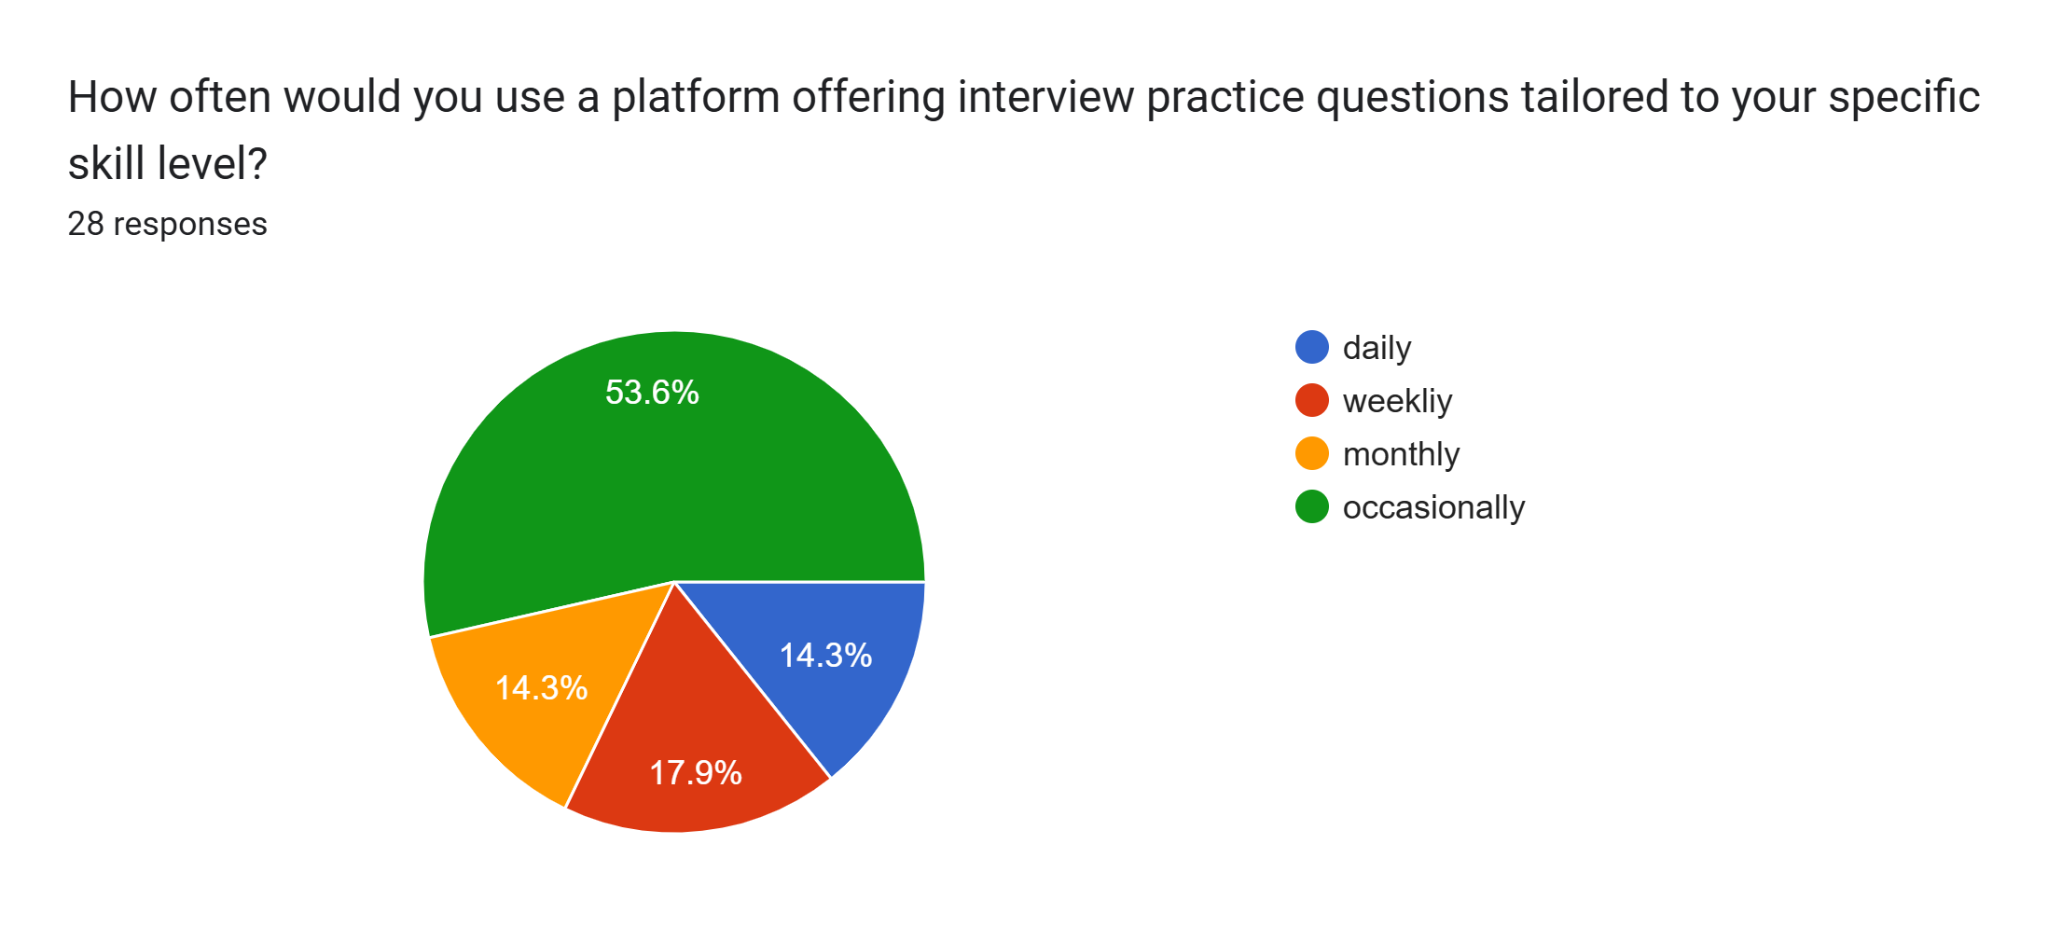 How often would you use a platform offering interview practice questions tailored to your specific
skill level?
28 responses
53.6%
14.3%
14.3%
17.9%
daily
weekliy
monthly
occasionally